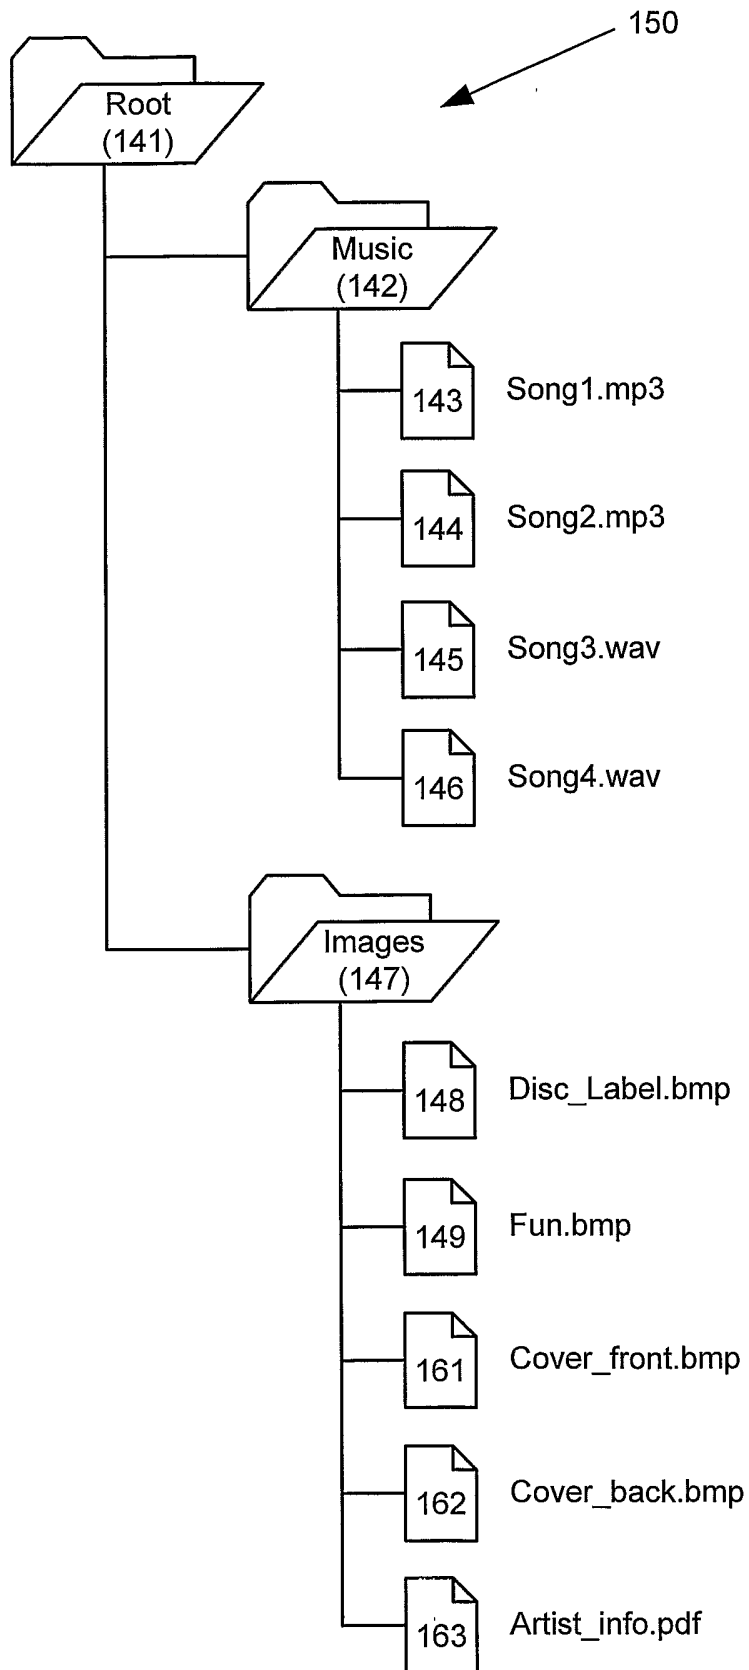 150
Root
(141)
Music
(142)
143 Song1.mp3
144 Song2.mp3
145 Song3.wav
146 Song4.wav
Images
(147)
148 Disc_Label.bmp
149 Fun.bmp
161 Cover_front.bmp
162 Cover_back.bmp
163 Artist_info.pdf